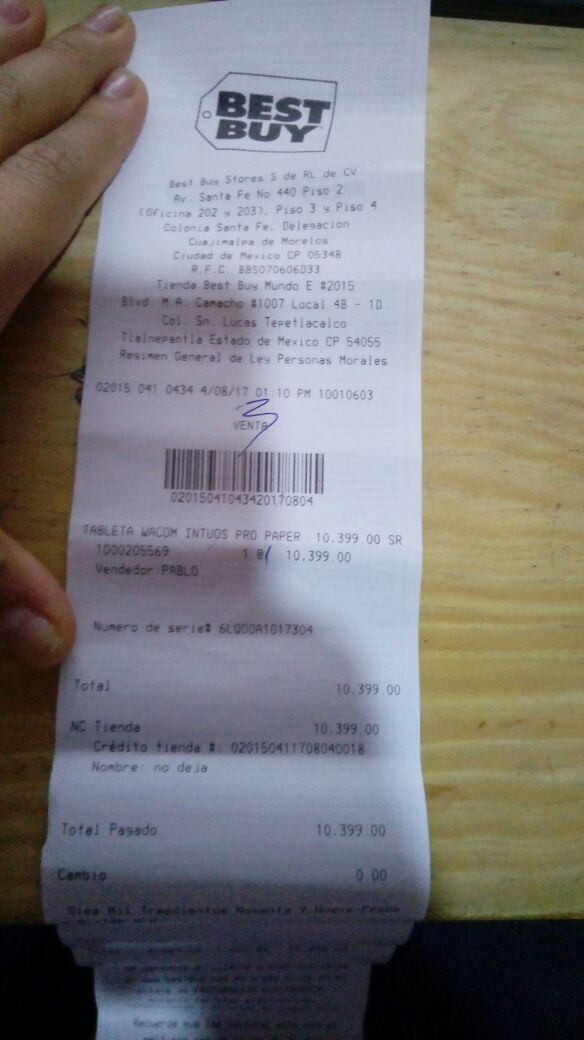 BEST
BUY
Best Buy Stores S de RL de CV
Av. Santa Fe No 440 Piso 2
(Oficina 202 y 203), Piso 3 y Piso 4
Colonia Santa Fe, Delegacion
Cuajimalpa de Morelos
Ciudad de Mexico CP 05348
R.F.C. BBS070606D33
Tienda Best Buy Mundo E #2015
Blvd. M.A. Camacho #1007 Local 4B - 1D
Col. Sn. Lucas Tepetlacalco
Tlalnepantla Estado de Mexico CP 54055
Regimen General de Ley Personas Morales
02015 041 0434 4/08/17 01:10 PM 10010603
3
VENTA
02015041043420170804
TABLETA WACOM INTUOS PRO PAPER 10,399.00 SR
1000205569 1 @ 10,399.00
Vendedor:PABLO
Numero de serie# 6LQ00A1017304
Total 10,399.00
NC Tienda 10,399.00
Crédito tienda #: 020150411708040018
Nombre: no deja
Total Pagado 10,399.00
Cambio 0.00
Diez Mil Trescientos Noventa Y Nueve Pesos